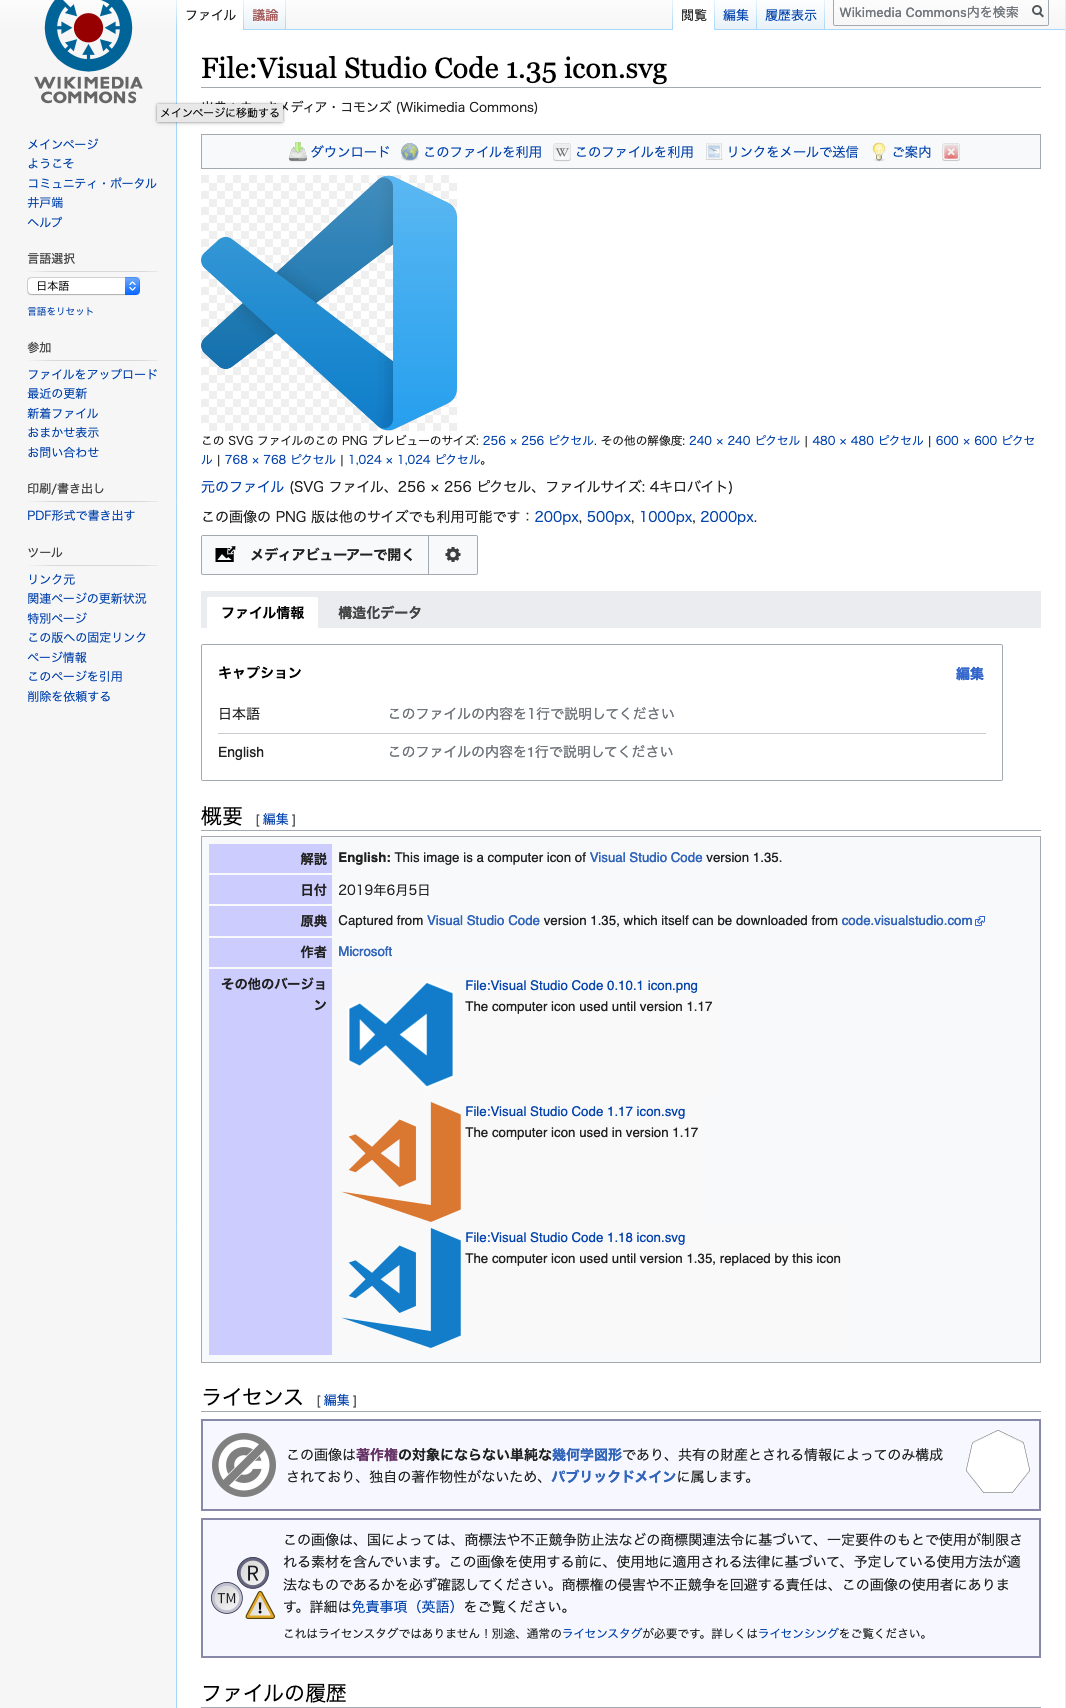 ファイル
議論
閲覧
編集
履歴表示
Wikimedia Commons内を検索
WIKIMEDIA
COMMONS
File:Visual Studio Code 1.35 icon.svg
メディア・コモンズ (Wikimedia Commons)
メインページに移動する
メインページ
ようこそ
コミュニティ・ポータル
井戸端
ヘルプ
言語選択
日本語
言語をリセット
参加
ファイルをアップロード
最近の更新
新着ファイル
おまかせ表示
お問い合わせ
印刷/書き出し
PDF形式で書き出す
ツール
リンク元
関連ページの更新状況
特別ページ
この版への固定リンク
ページ情報
このページを引用
削除を依頼する
ダウンロード このファイルを利用 W このファイルを利用 リンクをメールで送信 ご案内
この SVG ファイルのこの PNG プレビューのサイズ: 256 × 256 ピクセル. その他の解像度: 240 × 240 ピクセル | 480 × 480 ピクセル | 600 × 600 ピクセ
ル | 768 × 768 ピクセル | 1,024 × 1,024 ピクセル。
元のファイル (SVG ファイル、256 × 256 ピクセル、ファイルサイズ: 4キロバイト)
この画像の PNG 版は他のサイズでも利用可能です：200px, 500px, 1000px, 2000px.
メディアビューアーで開く
ファイル情報 構造化データ
キャプション 編集
日本語 このファイルの内容を1行で説明してください
English このファイルの内容を1行で説明してください
概要 [ 編集 ]
解説 English: This image is a computer icon of Visual Studio Code version 1.35.
日付 2019年6月5日
原典 Captured from Visual Studio Code version 1.35, which itself can be downloaded from code.visualstudio.com
作者 Microsoft
その他のバージョ
ン
File:Visual Studio Code 0.10.1 icon.png
The computer icon used until version 1.17
File:Visual Studio Code 1.17 icon.svg
The computer icon used in version 1.17
File:Visual Studio Code 1.18 icon.svg
The computer icon used until version 1.35, replaced by this icon
ライセンス [ 編集 ]
この画像は著作権の対象にならない単純な幾何学図形であり、共有の財産とされる情報によってのみ構成
されており、独自の著作物性がないため、パブリックドメインに属します。
R
TM
!
この画像は、国によっては、商標法や不正競争防止法などの商標関連法令に基づいて、一定要件のもとで使用が制限さ
れる素材を含んでいます。この画像を使用する前に、使用地に適用される法律に基づいて、予定している使用方法が適
法なものであるかを必ず確認してください。商標権の侵害や不正競争を回避する責任は、この画像の使用者にありま
す。詳細は免責事項（英語）をご覧ください。
これはライセンスタグではありません！別途、通常のライセンスタグが必要です。詳しくはライセンシングをご覧ください。
ファイルの履歴